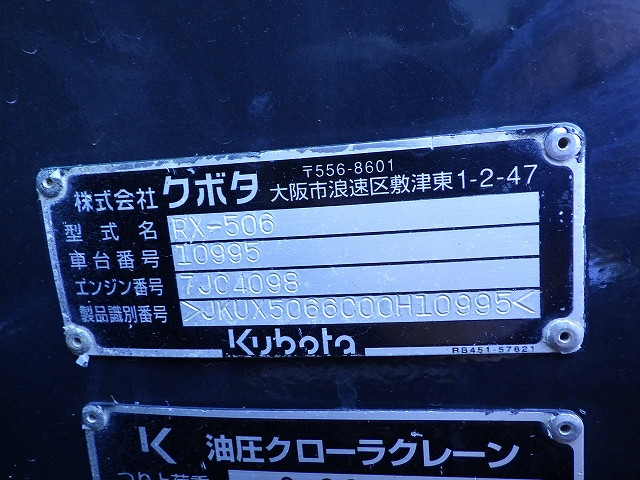 株式会社 クボタ 〒556-8601
大阪市浪速区敷津東1-2-47
型式名 RX-506
車台番号 10995
エンジン番号 7JC4098
製品識別番号 >JKUX5066C00H10995<
Kubota
RB451-57821
K 油圧クローラクレーン